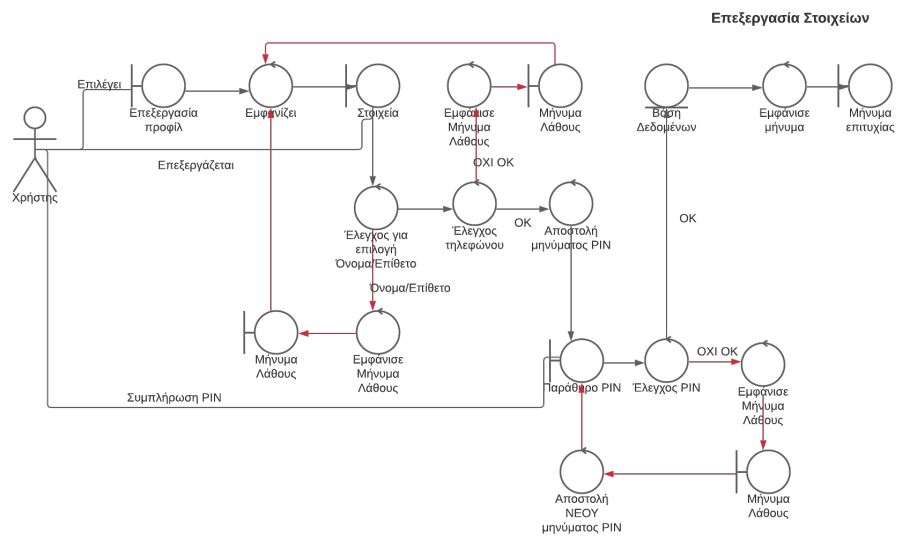 Επεξεργασία Στοιχείων
Επιλέγει
Επεξεργασία
προφίλ
Εμφανίζει
Στοιχεία
Εμφάνισε
Μήνυμα
Λάθους
Μήνυμα
Λάθους
Βάση
Δεδομένων
Εμφάνισε
μήνυμα
Μήνυμα
επιτυχίας
Χρήστης
Επεξεργάζεται
ΟΧΙ ΟΚ
Έλεγχος για
επιλογή
Όνομα/Επίθετο
Έλεγχος
τηλεφώνου
ΟΚ
Αποστολή
μηνύματος PIN
ΟΚ
Όνομα/Επίθετο
Μήνυμα
Λάθους
Εμφάνισε
Μήνυμα
Λάθους
Συμπλήρωση PIN
Παράθυρο PIN
Έλεγχος PIN
ΟΧΙ ΟΚ
Εμφάνισε
Μήνυμα
Λάθους
Αποστολή
ΝΕΟΥ
μηνύματος PIN
Μήνυμα
Λάθους